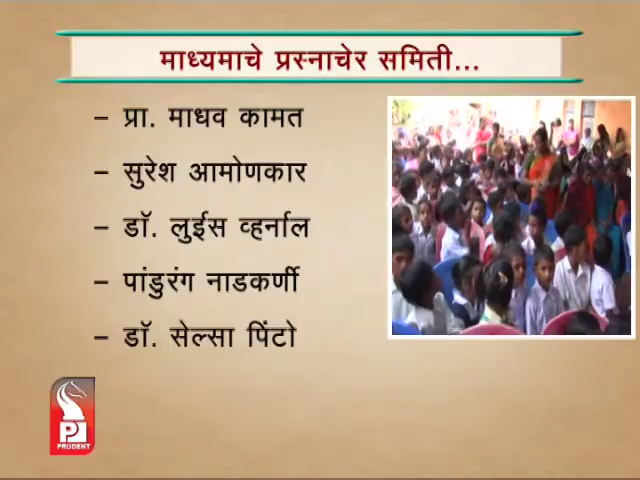 माध्यमाचे प्रस्नाचेर समिती...
– प्रा. माधव कामत
– सुरेश आमोणकार
– डॉ. लुईस व्हर्नाल
– पांडुरंग नाडकर्णी
– डॉ. सेल्सा पिंटो
PRUDENT